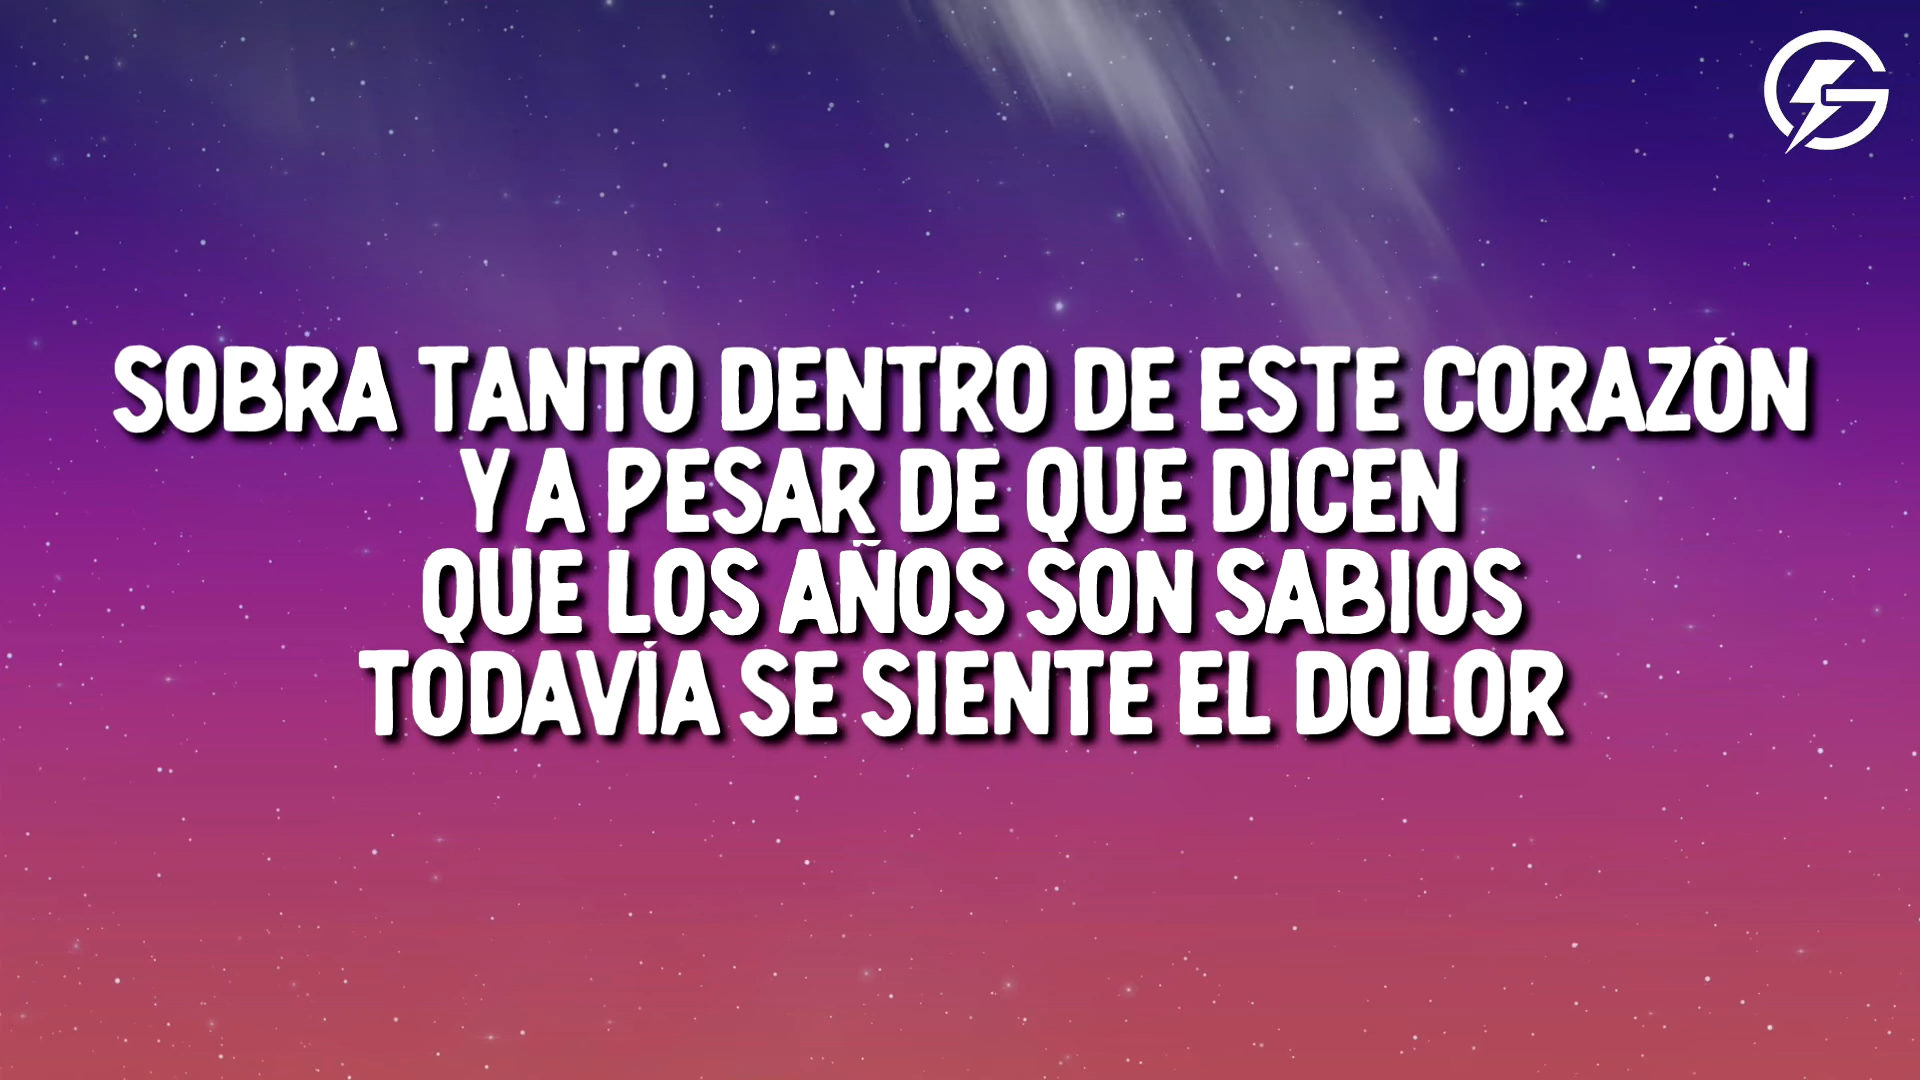 SOBRA TANTO DENTRO DE ESTE CORAZÓN
Y A PESAR DE QUE DICEN
QUE LOS AÑOS SON SABIOS
TODAVÍA SE SIENTE EL DOLOR